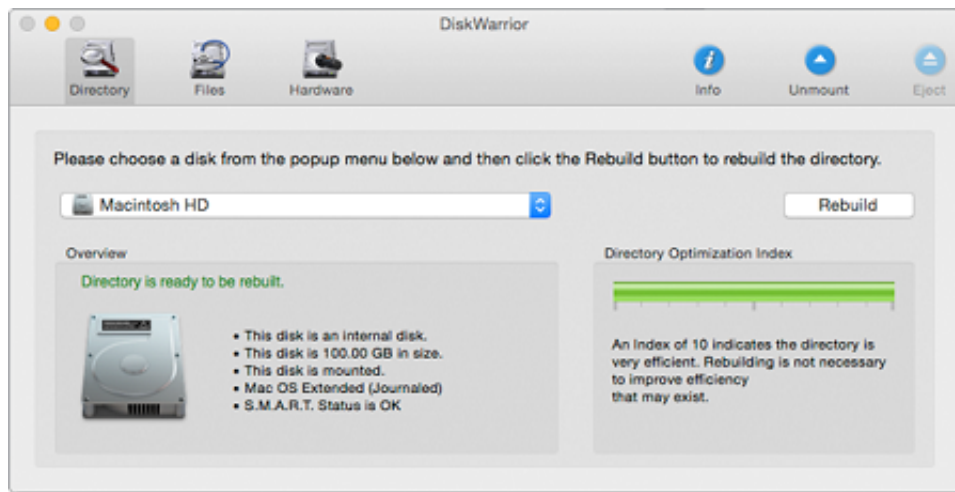 DiskWarrior
Directory
Files
Hardware
Info
Unmount
Eject
Please choose a disk from the popup menu below and then click the Rebuild button to rebuild the directory.
Macintosh HD
Rebuild
Overview
Directory Optimization Index
Directory is ready to be rebuilt.
• This disk is an internal disk.
• This disk is 100.00 GB in size.
• This disk is mounted.
• Mac OS Extended (Journaled)
• S.M.A.R.T. Status is OK
An Index of 10 indicates the directory is
very efficient. Rebuilding is not necessary
to improve efficiency
that may exist.